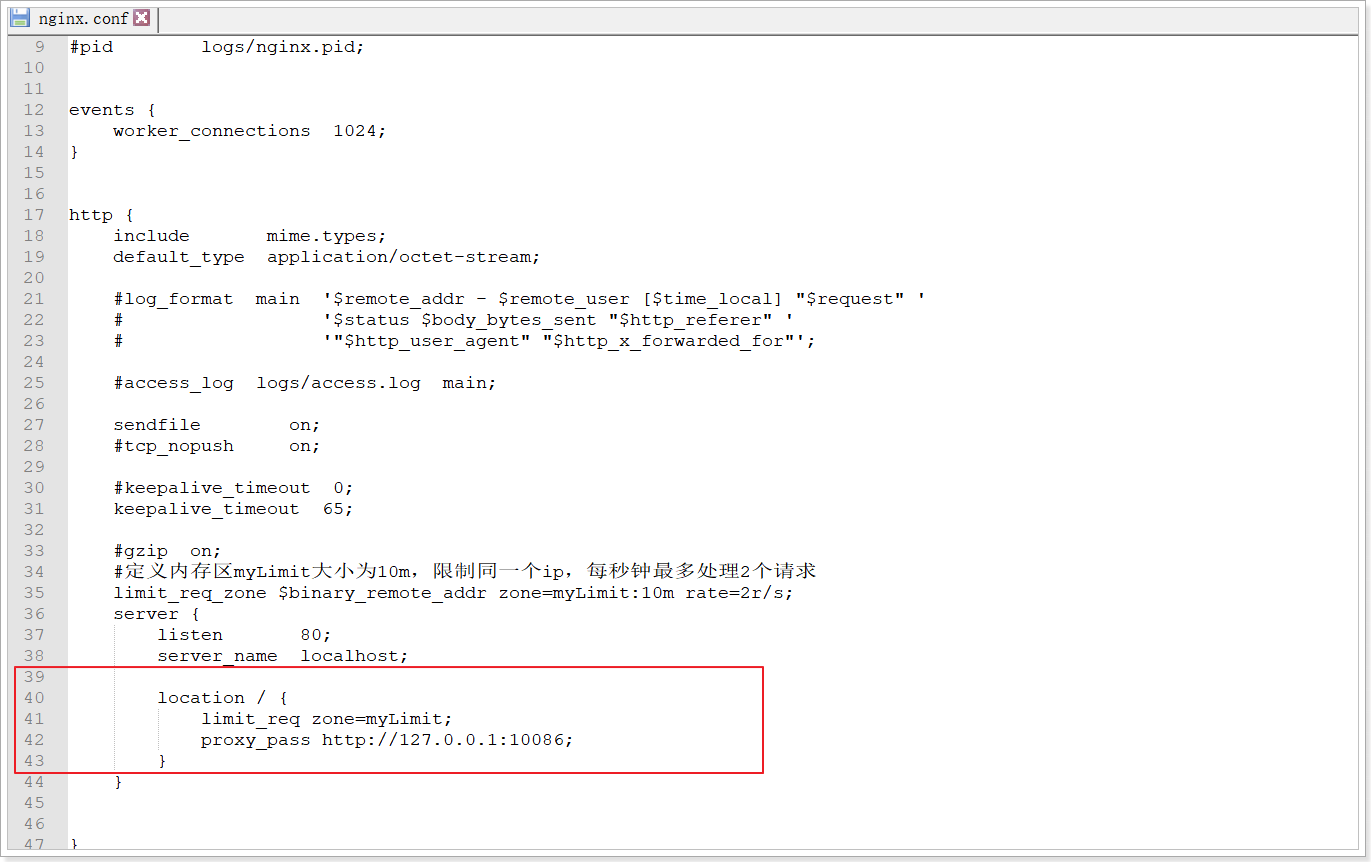 nginx.conf
9 #pid        logs/nginx.pid;
10
11
12 events {
13     worker_connections  1024;
14 }
15
16
17 http {
18     include       mime.types;
19     default_type  application/octet-stream;
20
21     #log_format  main  '$remote_addr - $remote_user [$time_local] "$request" '
22     #                  '$status $body_bytes_sent "$http_referer" '
23     #                  '"$http_user_agent" "$http_x_forwarded_for"';
24
25     #access_log  logs/access.log  main;
26
27     sendfile        on;
28     #tcp_nopush     on;
29
30     #keepalive_timeout  0;
31     keepalive_timeout  65;
32
33     #gzip  on;
34     #定义内存区myLimit大小为10m，限制同一个ip，每秒钟最多处理2个请求
35     limit_req_zone $binary_remote_addr zone=myLimit:10m rate=2r/s;
36     server {
37         listen       80;
38         server_name  localhost;
39
40         location / {
41             limit_req zone=myLimit;
42             proxy_pass http://127.0.0.1:10086;
43         }
44     }
45
46
47 }